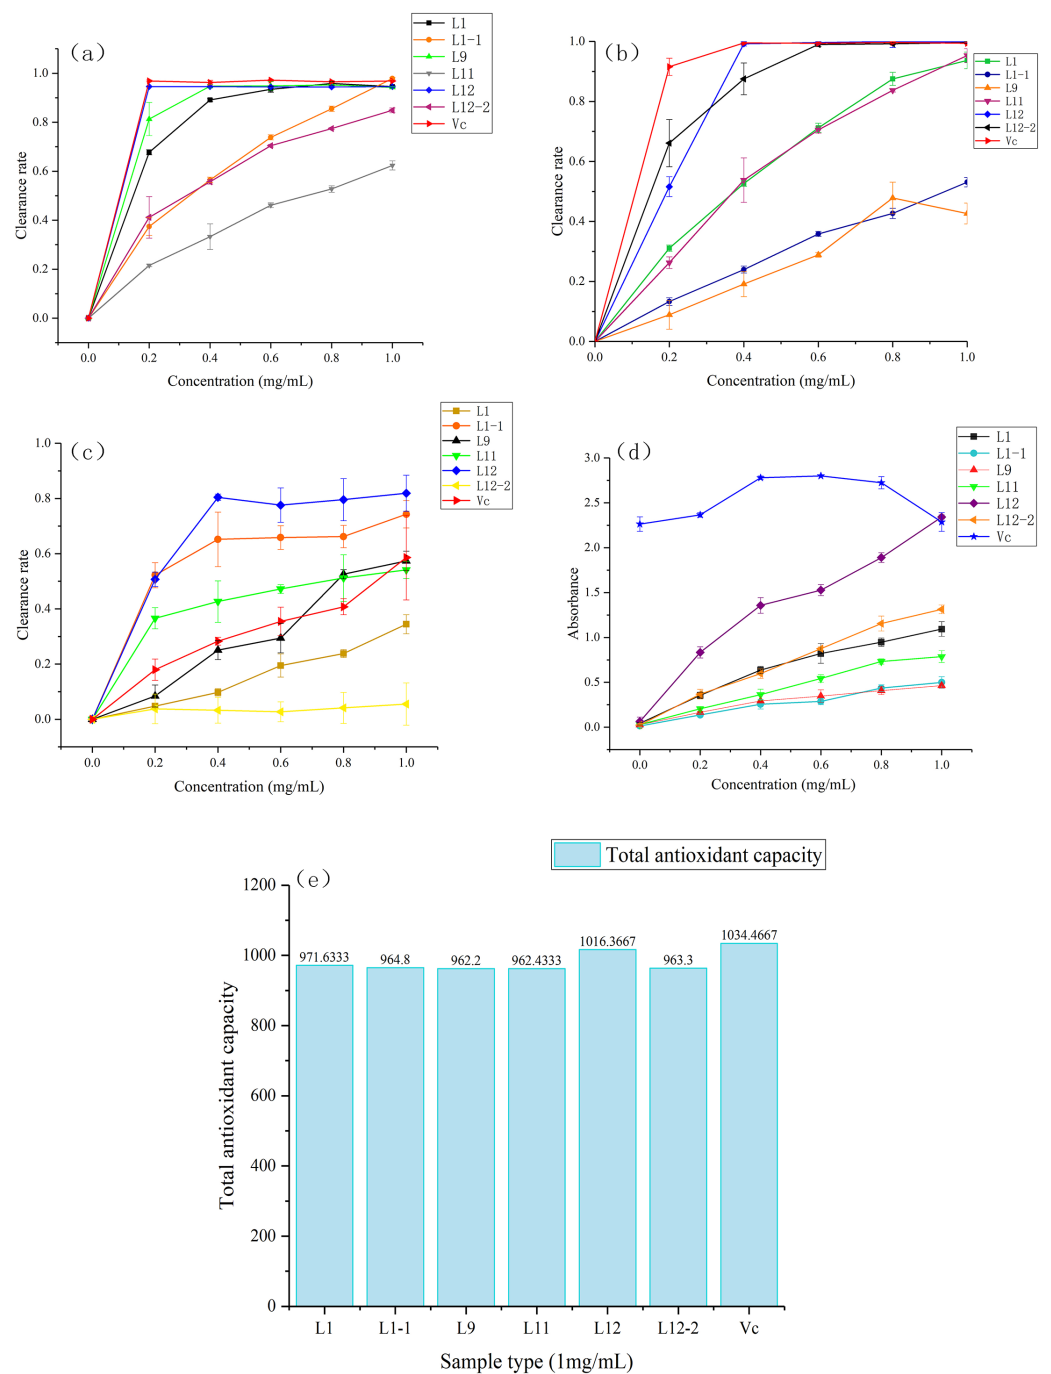 (a)
L1
L1-1
L9
L11
L12
L12-2
Vc
1.0
0.8
0.6
0.4
0.2
0.0
Clearance rate
0.0 0.2 0.4 0.6 0.8 1.0
Concentration (mg/mL)
(b)
L1
L1-1
L9
L11
L12
L12-2
Vc
1.0
0.8
0.6
0.4
0.2
0.0
Clearance rate
0.0 0.2 0.4 0.6 0.8 1.0
Concentration (mg/mL)
(c)
L1
L1-1
L9
L11
L12
L12-2
Vc
1.0
0.8
0.6
0.4
0.2
0.0
Clearance rate
0.0 0.2 0.4 0.6 0.8 1.0
Concentration (mg/mL)
(d)
L1
L1-1
L9
L11
L12
L12-2
Vc
3.0
2.5
2.0
1.5
1.0
0.5
0.0
Absorbance
0.0 0.2 0.4 0.6 0.8 1.0
Concentration (mg/mL)
Total antioxidant capacity
(e)
1200
1000
800
600
400
200
0
Total antioxidant capacity
971.6333 964.8 962.2 962.4333 1016.3667 963.3 1034.4667
L1 L1-1 L9 L11 L12 L12-2 Vc
Sample type (1mg/mL)